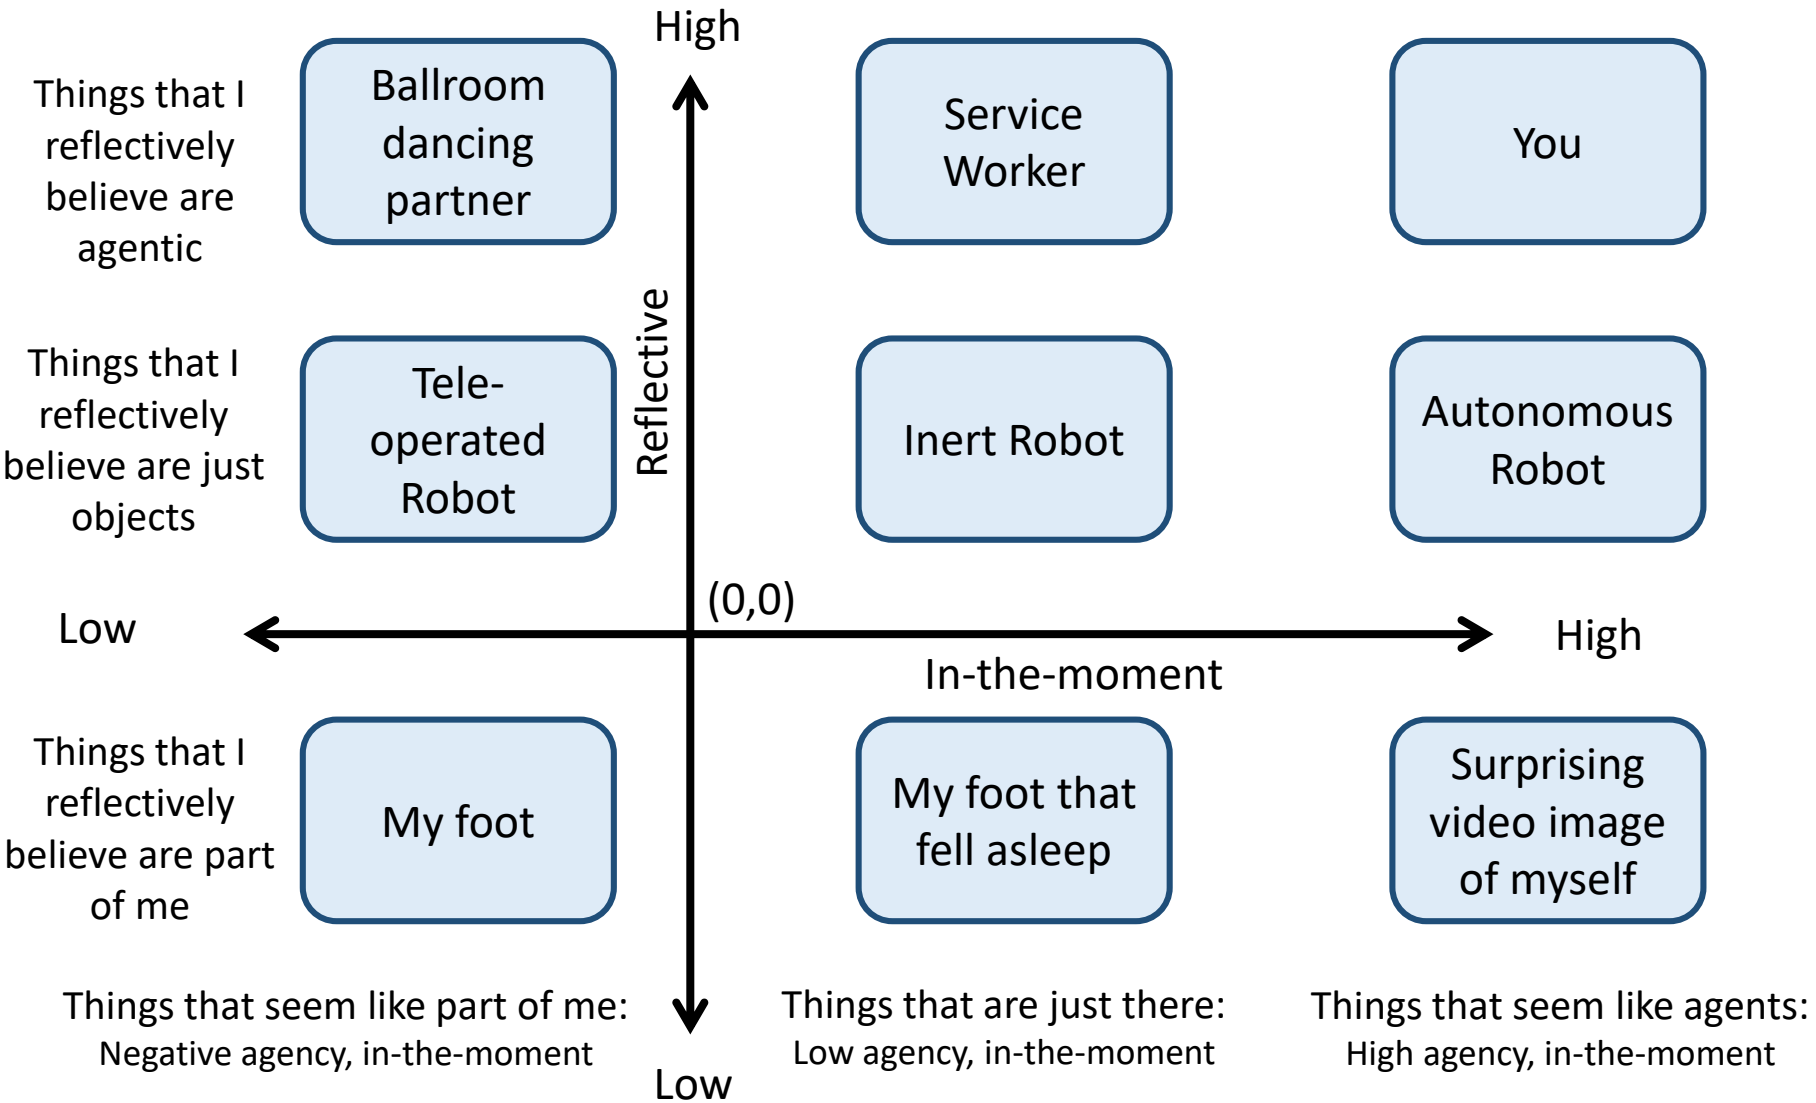 High
Things that I
reflectively
believe are
agentic
Ballroom
dancing
partner
Service
Worker
You
Reflective
Things that I
reflectively
believe are just
objects
Tele-
operated
Robot
Inert Robot
Autonomous
Robot
(0,0)
Low
High
In-the-moment
Things that I
reflectively
believe are part
of me
My foot
My foot that
fell asleep
Surprising
video image
of myself
Things that seem like part of me:
Negative agency, in-the-moment
Things that are just there:
Low agency, in-the-moment
Things that seem like agents:
High agency, in-the-moment
Low